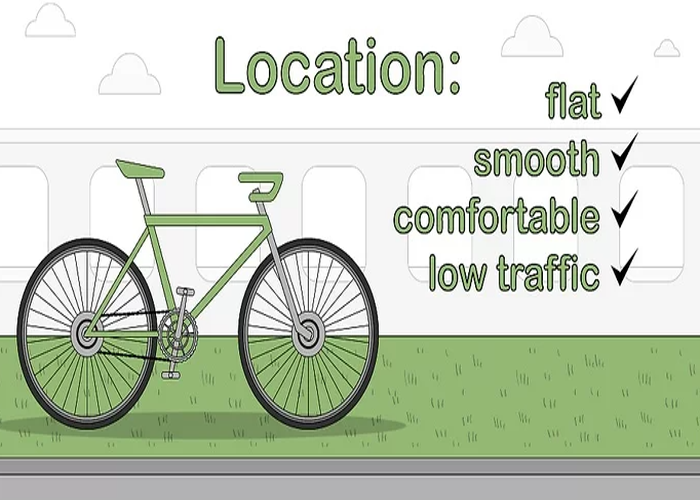 Location:
flat ✓
smooth ✓
comfortable ✓
low traffic ✓